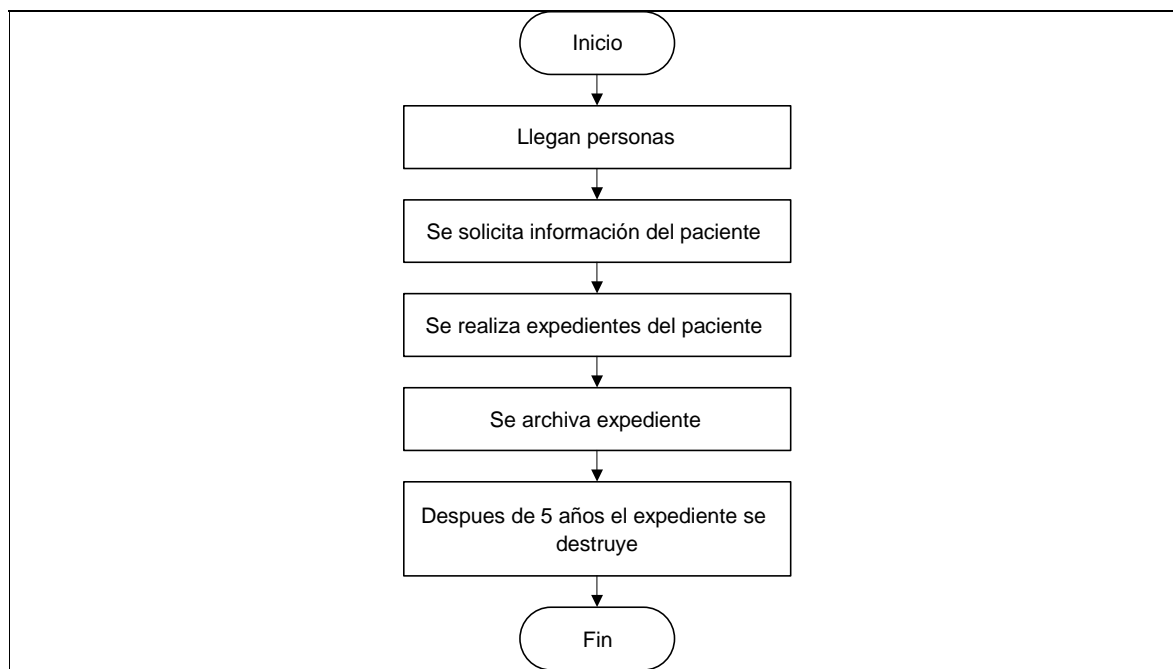 Inicio
Llegan personas
Se solicita información del paciente
Se realiza expedientes del paciente
Se archiva expediente
Despues de 5 años el expediente se
destruye
Fin